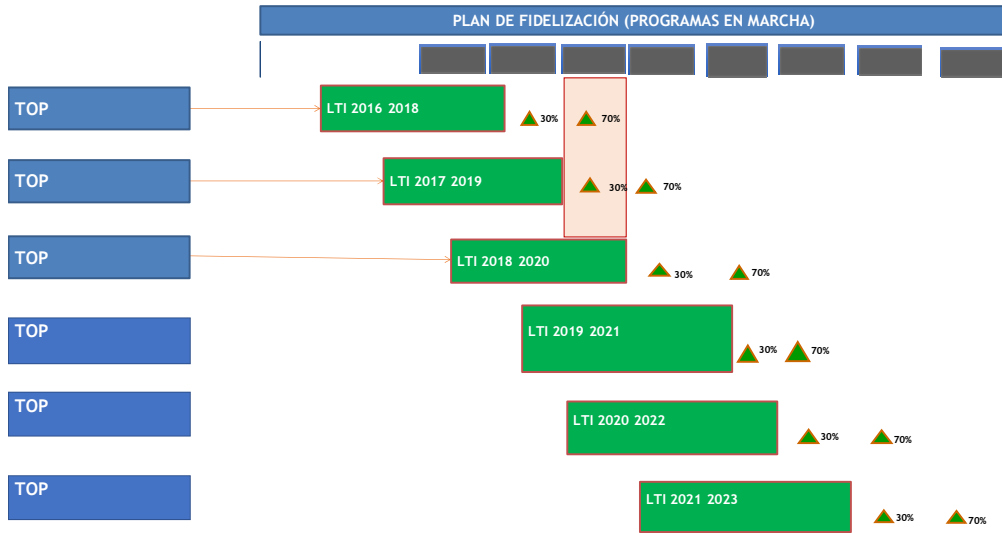 PLAN DE FIDELIZACIÓN (PROGRAMAS EN MARCHA)
TOP
LTI 2016 2018
30%
70%
TOP
LTI 2017 2019
30%
70%
TOP
LTI 2018 2020
30%
70%
TOP
LTI 2019 2021
30%
70%
TOP
LTI 2020 2022
30%
70%
TOP
LTI 2021 2023
30%
70%